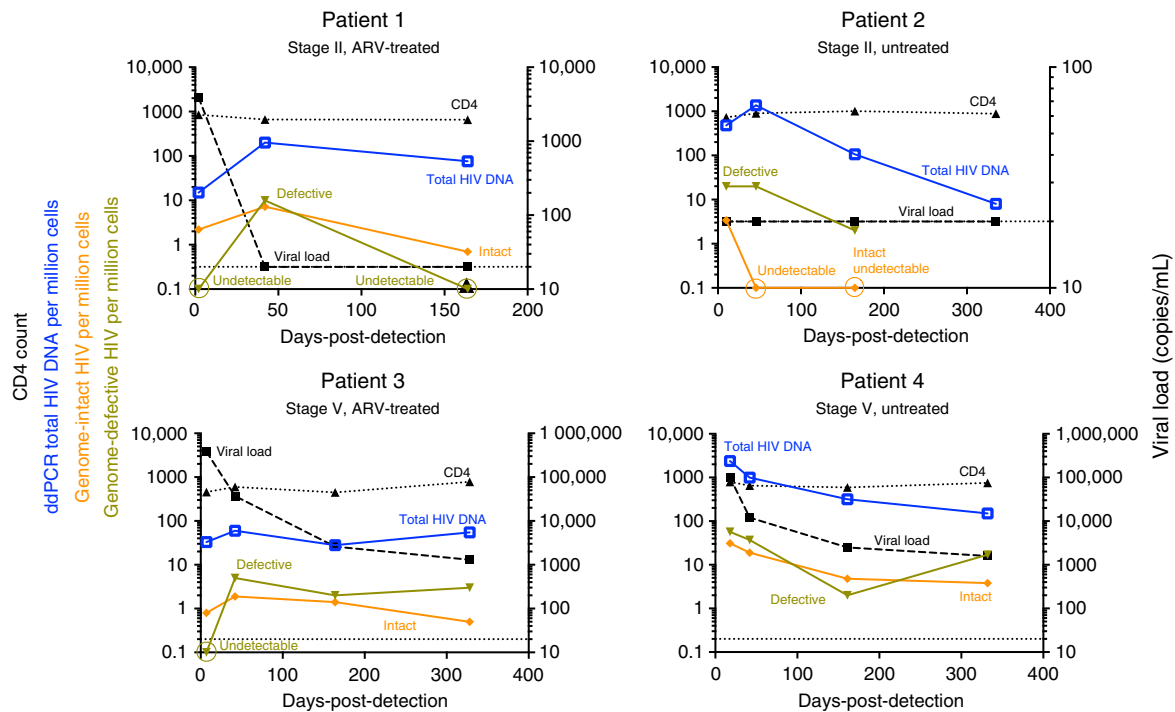 CD4 count
ddPCR total HIV DNA per million cells
Genome-intact HIV per million cells
Genome-defective HIV per million cells
Patient 1
Stage II, ARV-treated
10,000
1000
100
10
1
0.1
CD4
Total HIV DNA
Defective
Intact
Viral load
Undetectable
Undetectable
10,000
1000
100
10
0
50
100
150
200
Days-post-detection
Patient 2
Stage II, untreated
10,000
1000
100
10
1
0.1
CD4
Total HIV DNA
Defective
Viral load
Undetectable
Intact
undetectable
100
10
0
100
200
300
400
Days-post-detection
Patient 3
Stage V, ARV-treated
10,000
1000
100
10
1
0.1
Viral load
CD4
Total HIV DNA
Defective
Intact
Undetectable
1 000,000
100,000
10,000
1000
100
10
0
100
200
300
400
Days-post-detection
Patient 4
Stage V, untreated
10,000
1000
100
10
1
0.1
Total HIV DNA
CD4
Viral load
Defective
Intact
1,000,000
100,000
10,000
1000
100
10
0
100
200
300
400
Days-post-detection
Viral load (copies/mL)